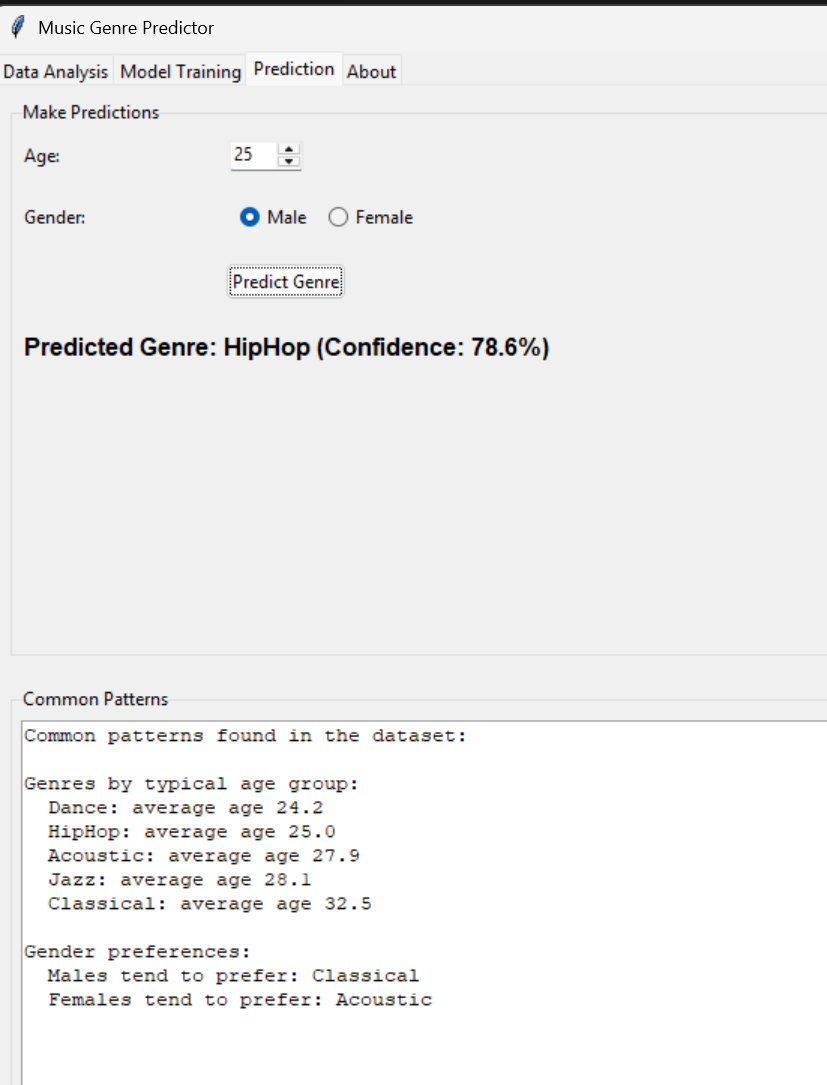 Music Genre Predictor
Data Analysis Model Training Prediction About
Make Predictions
Age: 25
Gender: Male Female
Predict Genre
Predicted Genre: HipHop (Confidence: 78.6%)
Common Patterns
Common patterns found in the dataset:
Genres by typical age group:
Dance: average age 24.2
HipHop: average age 25.0
Acoustic: average age 27.9
Jazz: average age 28.1
Classical: average age 32.5
Gender preferences:
Males tend to prefer: Classical
Females tend to prefer: Acoustic